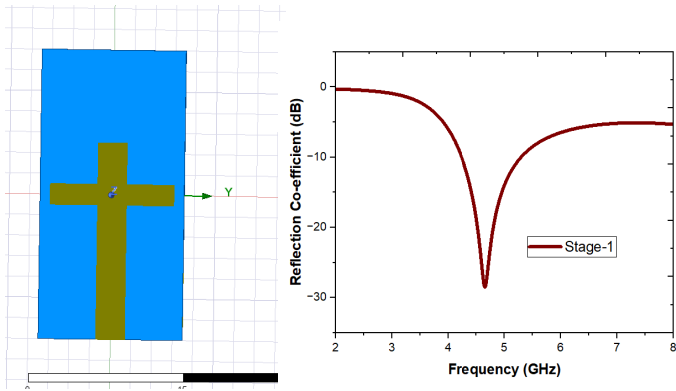 Y
0
15
Reflection Co-efficient (dB)
0
−10
−20
−30
Stage-1
2 3 4 5 6 7 8
Frequency (GHz)